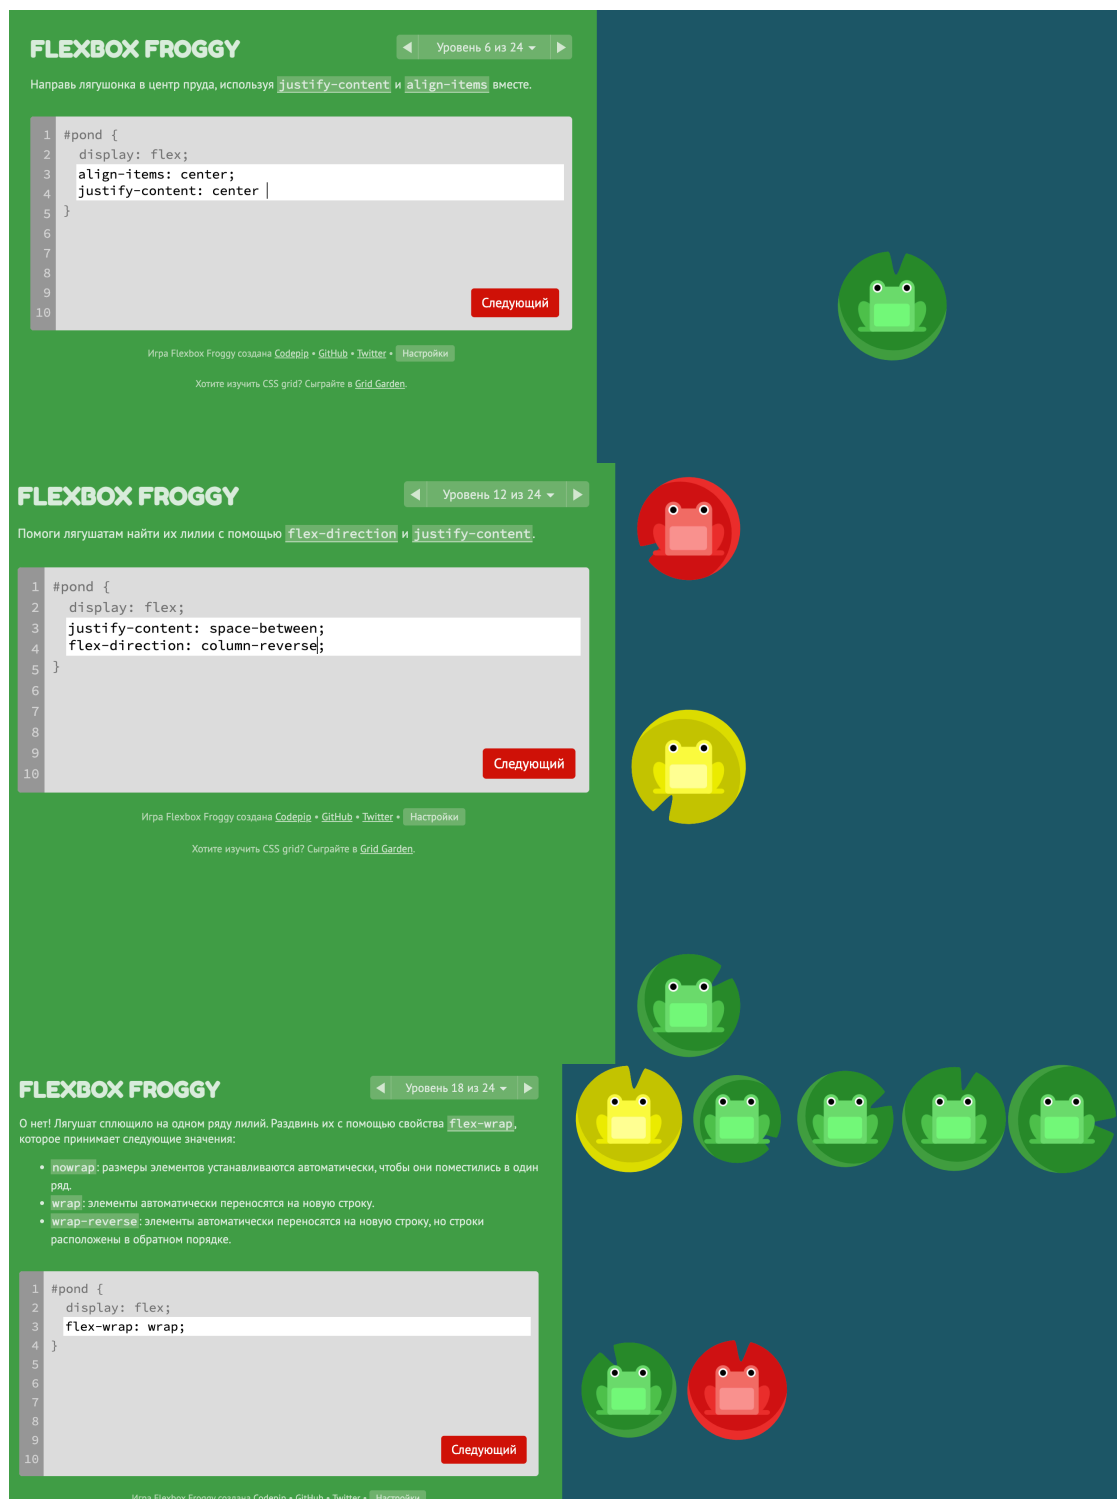 FLEXBOX FROGGY
Уровень 6 из 24
Направь лягушонка в центр пруда, используя justify-content и align-items вместе.
1 #pond {
2 display: flex;
3 align-items: center;
4 justify-content: center
5 }
6
7
8
9
10
Следующий
Игра Flexbox Froggy создана Codepip • GitHub • Twitter • Настройки
Хотите изучить CSS grid? Сыграйте в Grid Garden.
FLEXBOX FROGGY
Уровень 12 из 24
Помоги лягушатам найти их лилии с помощью flex-direction и justify-content.
1 #pond {
2 display: flex;
3 justify-content: space-between;
4 flex-direction: column-reverse;
5 }
6
7
8
9
10
Следующий
Игра Flexbox Froggy создана Codepip • GitHub • Twitter • Настройки
Хотите изучить CSS grid? Сыграйте в Grid Garden.
FLEXBOX FROGGY
Уровень 18 из 24
О нет! Лягушат сплющило на одном ряду лилий. Раздвинь их с помощью свойства flex-wrap,
которое принимает следующие значения:
• nowrap: размеры элементов устанавливаются автоматически, чтобы они поместились в один
ряд.
• wrap: элементы автоматически переносятся на новую строку.
• wrap-reverse: элементы автоматически переносятся на новую строку, но строки
расположены в обратном порядке.
1 #pond {
2 display: flex;
3 flex-wrap: wrap;
4 }
5
6
7
8
9
10
Следующий
Игра Flexbox Froggy создана Codepip • GitHub • Twitter • Настройки